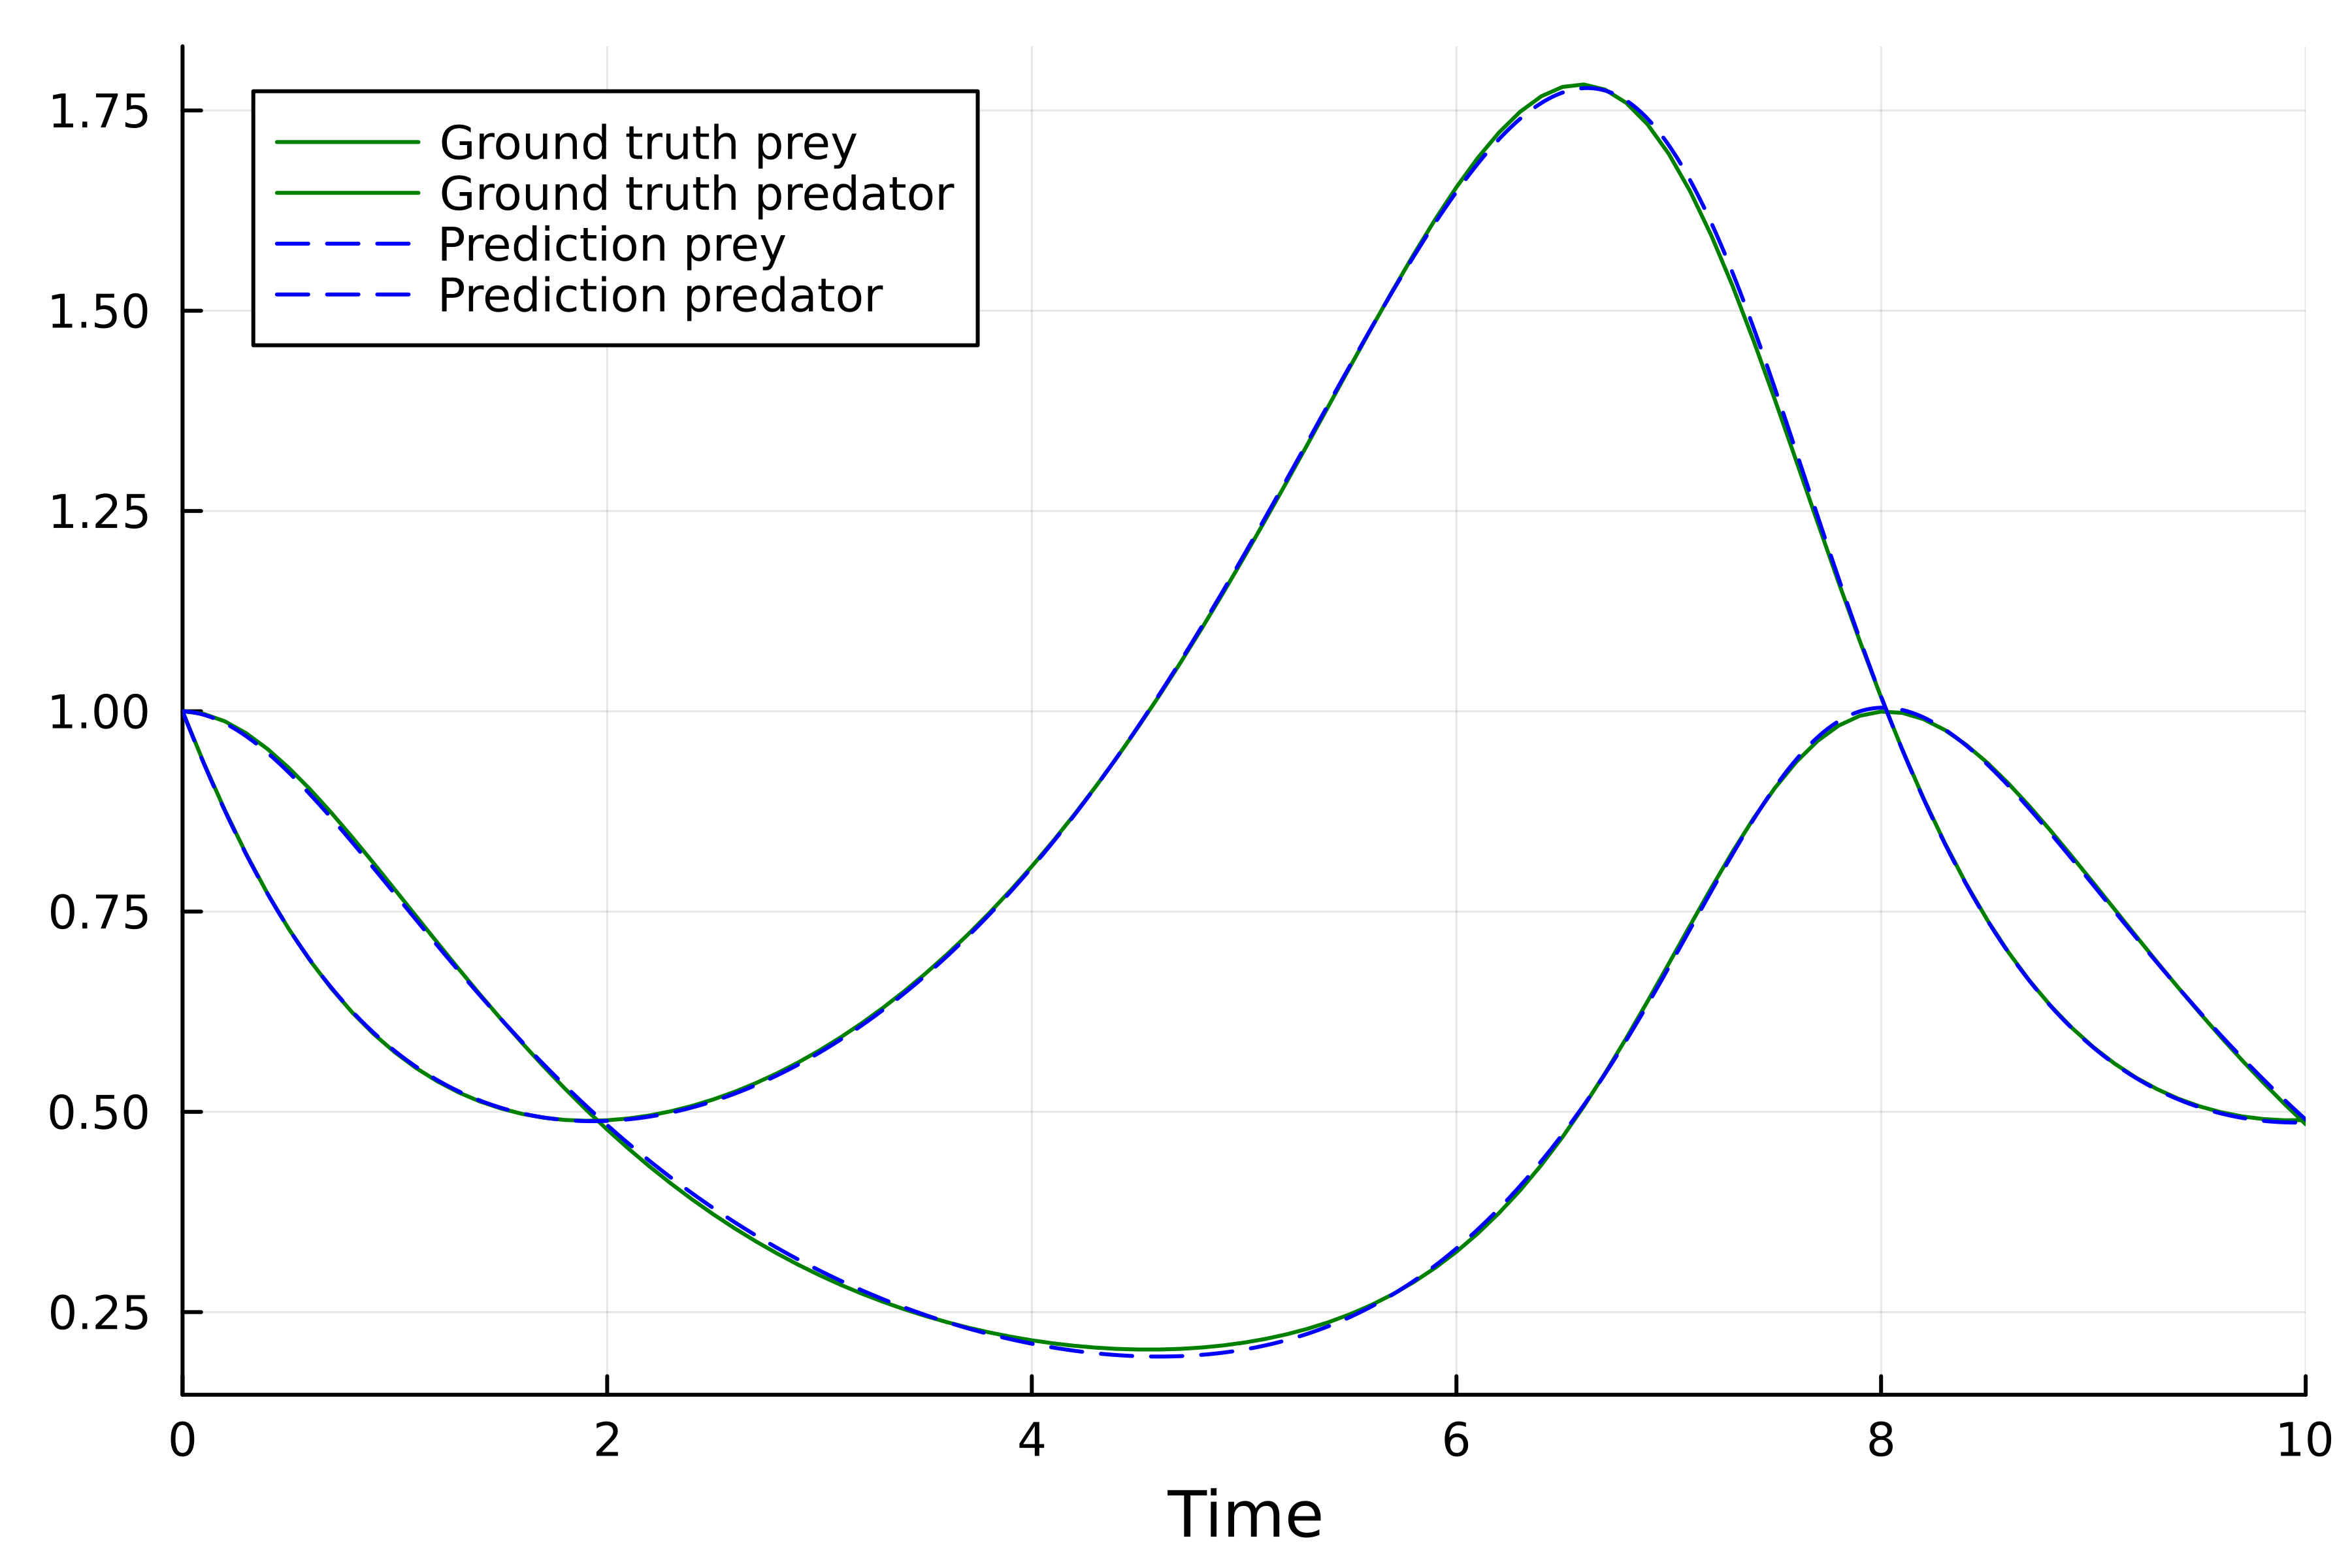 1.75
1.50
1.25
1.00
0.75
0.50
0.25
Ground truth prey
Ground truth predator
Prediction prey
Prediction predator
0 2 4 6 8 10
Time